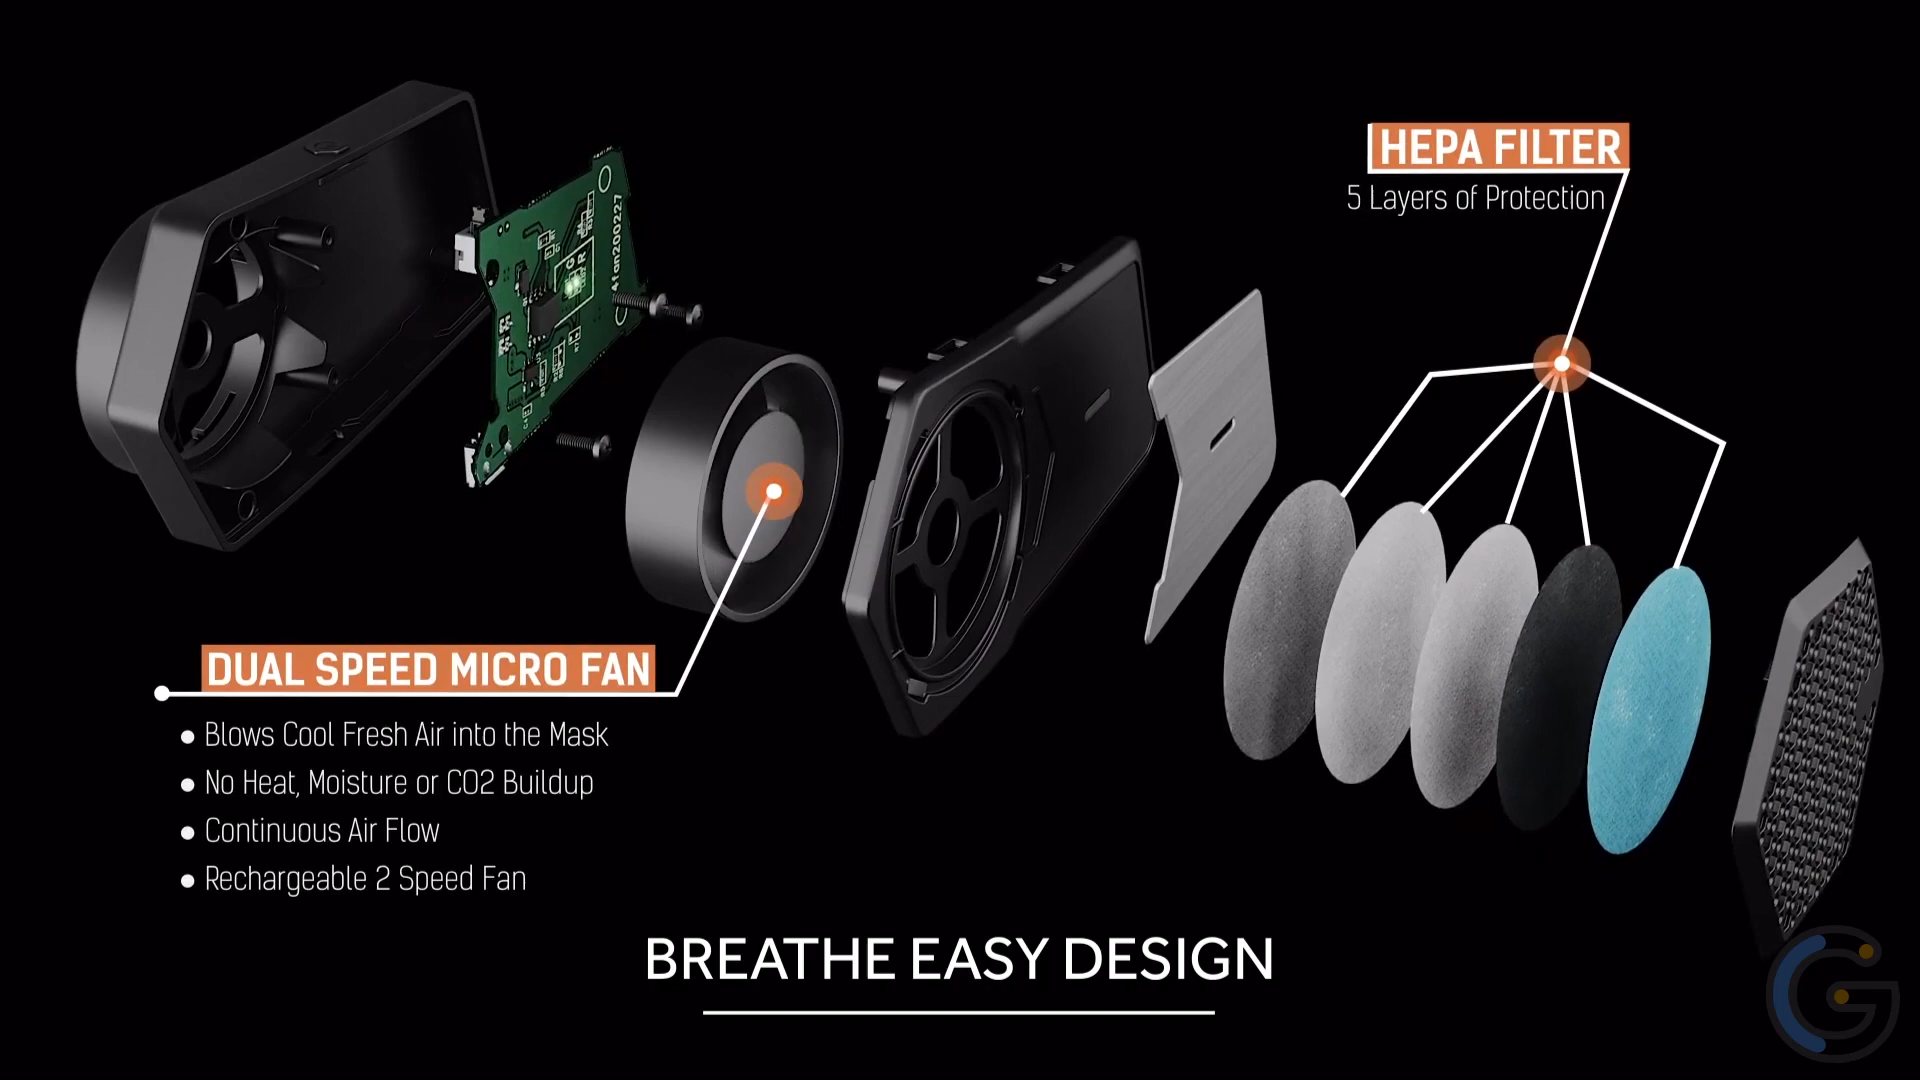 HEPA FILTER
5 Layers of Protection
DUAL SPEED MICRO FAN
Blows Cool Fresh Air into the Mask
No Heat, Moisture or CO2 Buildup
Continuous Air Flow
Rechargeable 2 Speed Fan
BREATHE EASY DESIGN